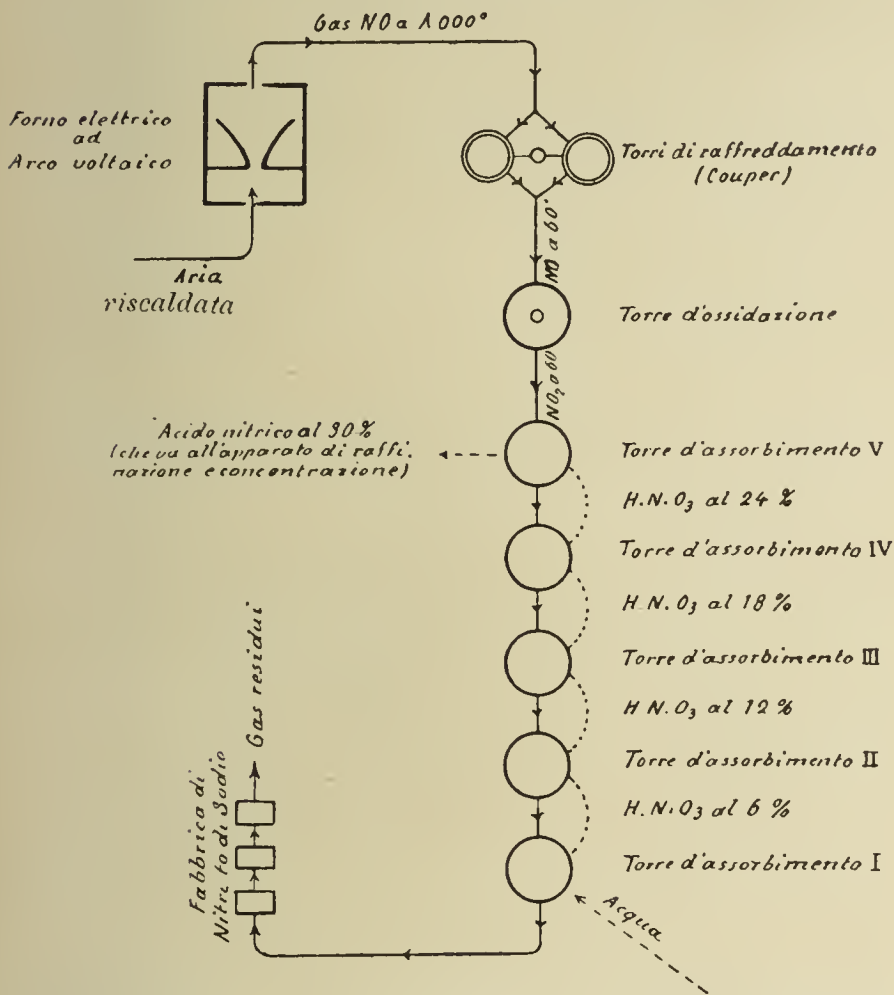 Gas NO a 1000°
Forno elettrico
ad
Arco voltaico
Torri di raffreddamento
(Couper)
Aria
riscaldata
NO a 60°
Torre d'ossidazione
NO₂ a 60
Acido nitrico al 30%
(che va all'apparato di raffi.
nazione e concentrazione)
Torre d'assorbimento V
H.N.O₃ al 24 %
Torre d'assorbimento IV
H.N.O₃ al 18 %
Torre d'assorbimento III
H N.O₃ al 12 %
Torre d'assorbimento II
H.N.O₃ al 6 %
Torre d'assorbimento I
Acqua
Gas residui
Fabbrica di
Nitrito di Sodio